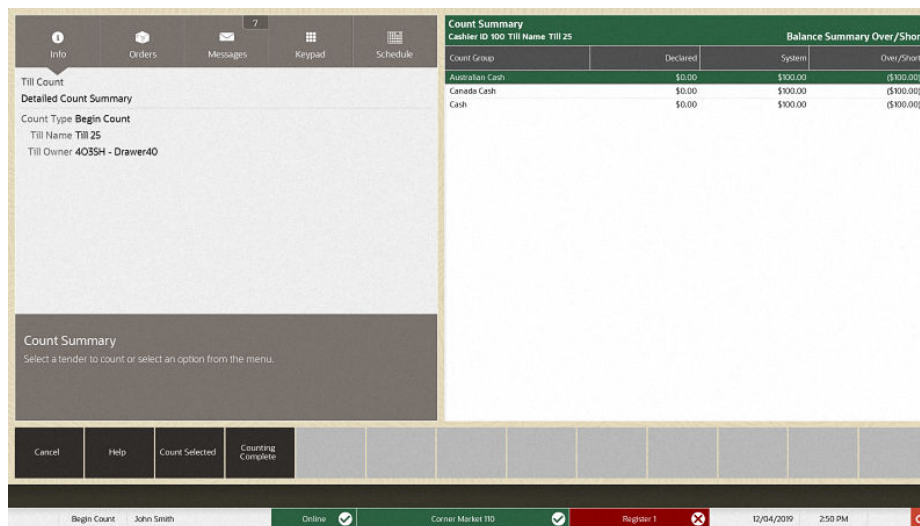 7
Info Orders Messages Keypad Schedule
Till Count
Detailed Count Summary
Count Type Begin Count
Till Name Till 25
Till Owner 4O3SH - Drawer40
Count Summary
Select a tender to count or select an option from the menu.
Count Summary
Cashier ID 100 Till Name Till 25 Balance Summary Over/Shor
Count Group Declared System Over/Short
Australian Cash $0.00 $100.00 ($100.00)
Canada Cash $0.00 $100.00 ($100.00)
Cash $0.00 $100.00 ($100.00)
Cancel Help Count Selected Counting
Complete
Begin Count John Smith Online Corner Market 110 Register 1 12/04/2019 2:50 PM